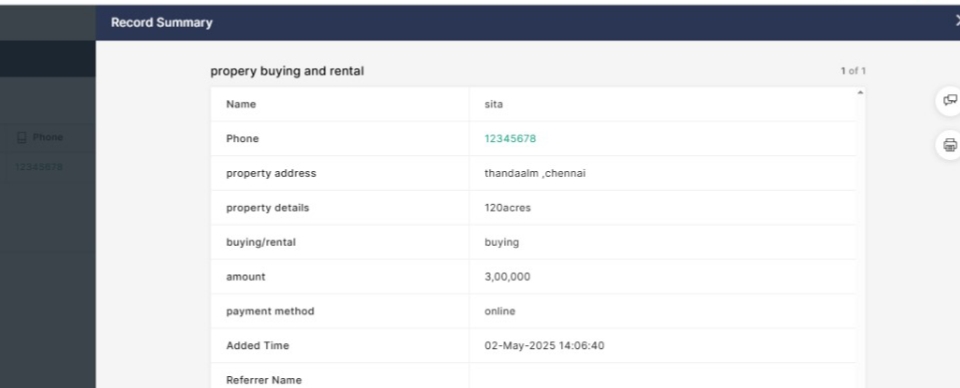 Record Summary
propery buying and rental
1 of 1
Name sita
Phone 12345678
property address thandaalm ,chennai
property details 120acres
buying/rental buying
amount 3,00,000
payment method online
Added Time 02-May-2025 14:06:40
Referrer Name
Phone
12345678